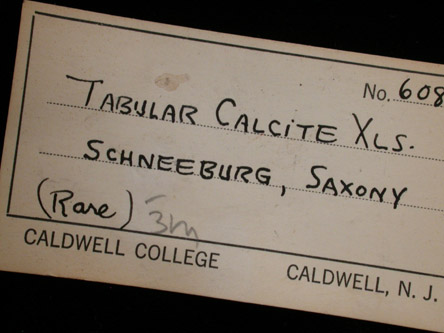 No. 608
TABULAR CALCITE XLS.
SCHNEEBURG, SAXONY
(Rare) 3m
CALDWELL COLLEGE CALDWELL, N. J.